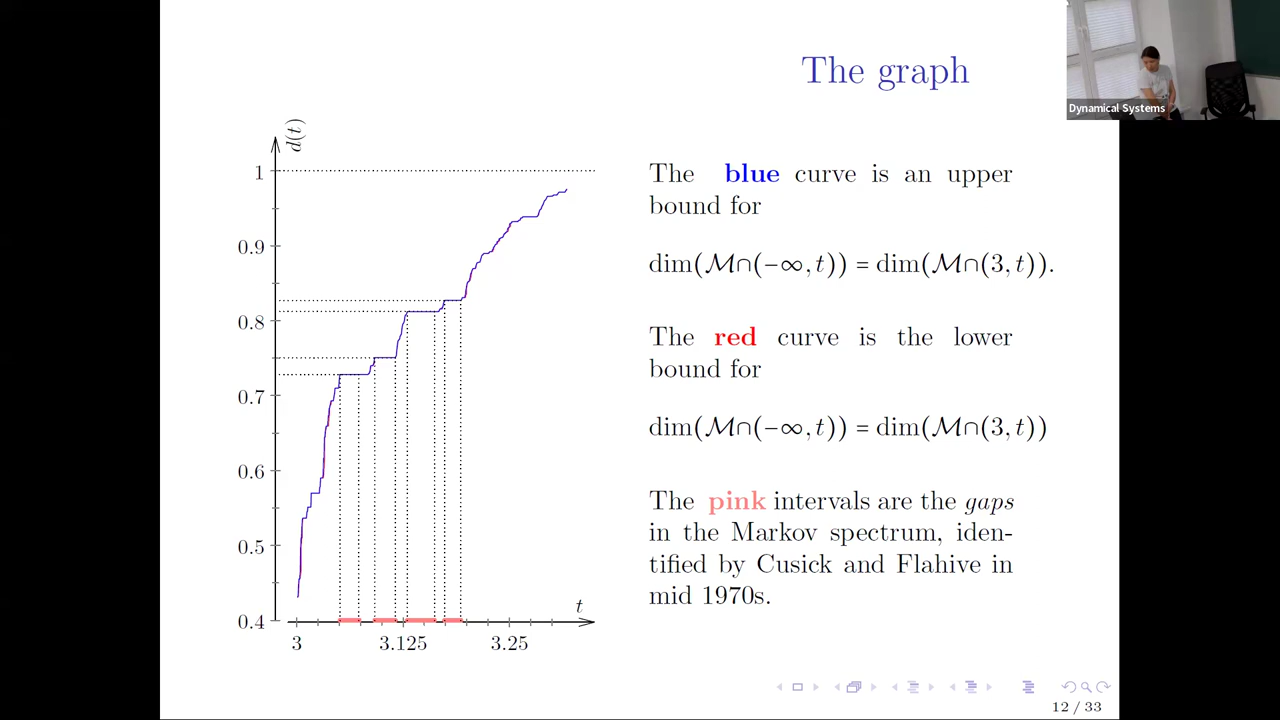 The graph
Dynamical Systems
d(t)
1
0.9
0.8
0.7
0.6
0.5
0.4
3
3.125
3.25
t
The blue curve is an upper
bound for
dim(ℳ∩(−∞, t)) = dim(ℳ∩(3, t)).
The red curve is the lower
bound for
dim(ℳ∩(−∞, t)) = dim(ℳ∩(3, t))
The pink intervals are the gaps
in the Markov spectrum, iden-
tified by Cusick and Flahive in
mid 1970s.
12 / 33